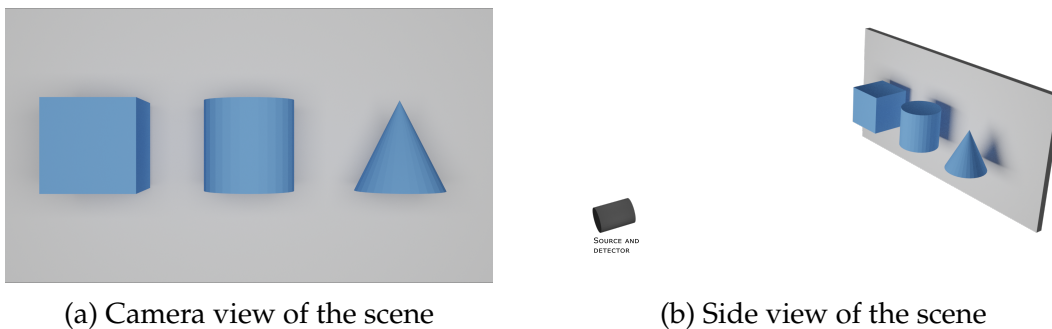 SOURCE AND
DETECTOR
(a) Camera view of the scene
(b) Side view of the scene